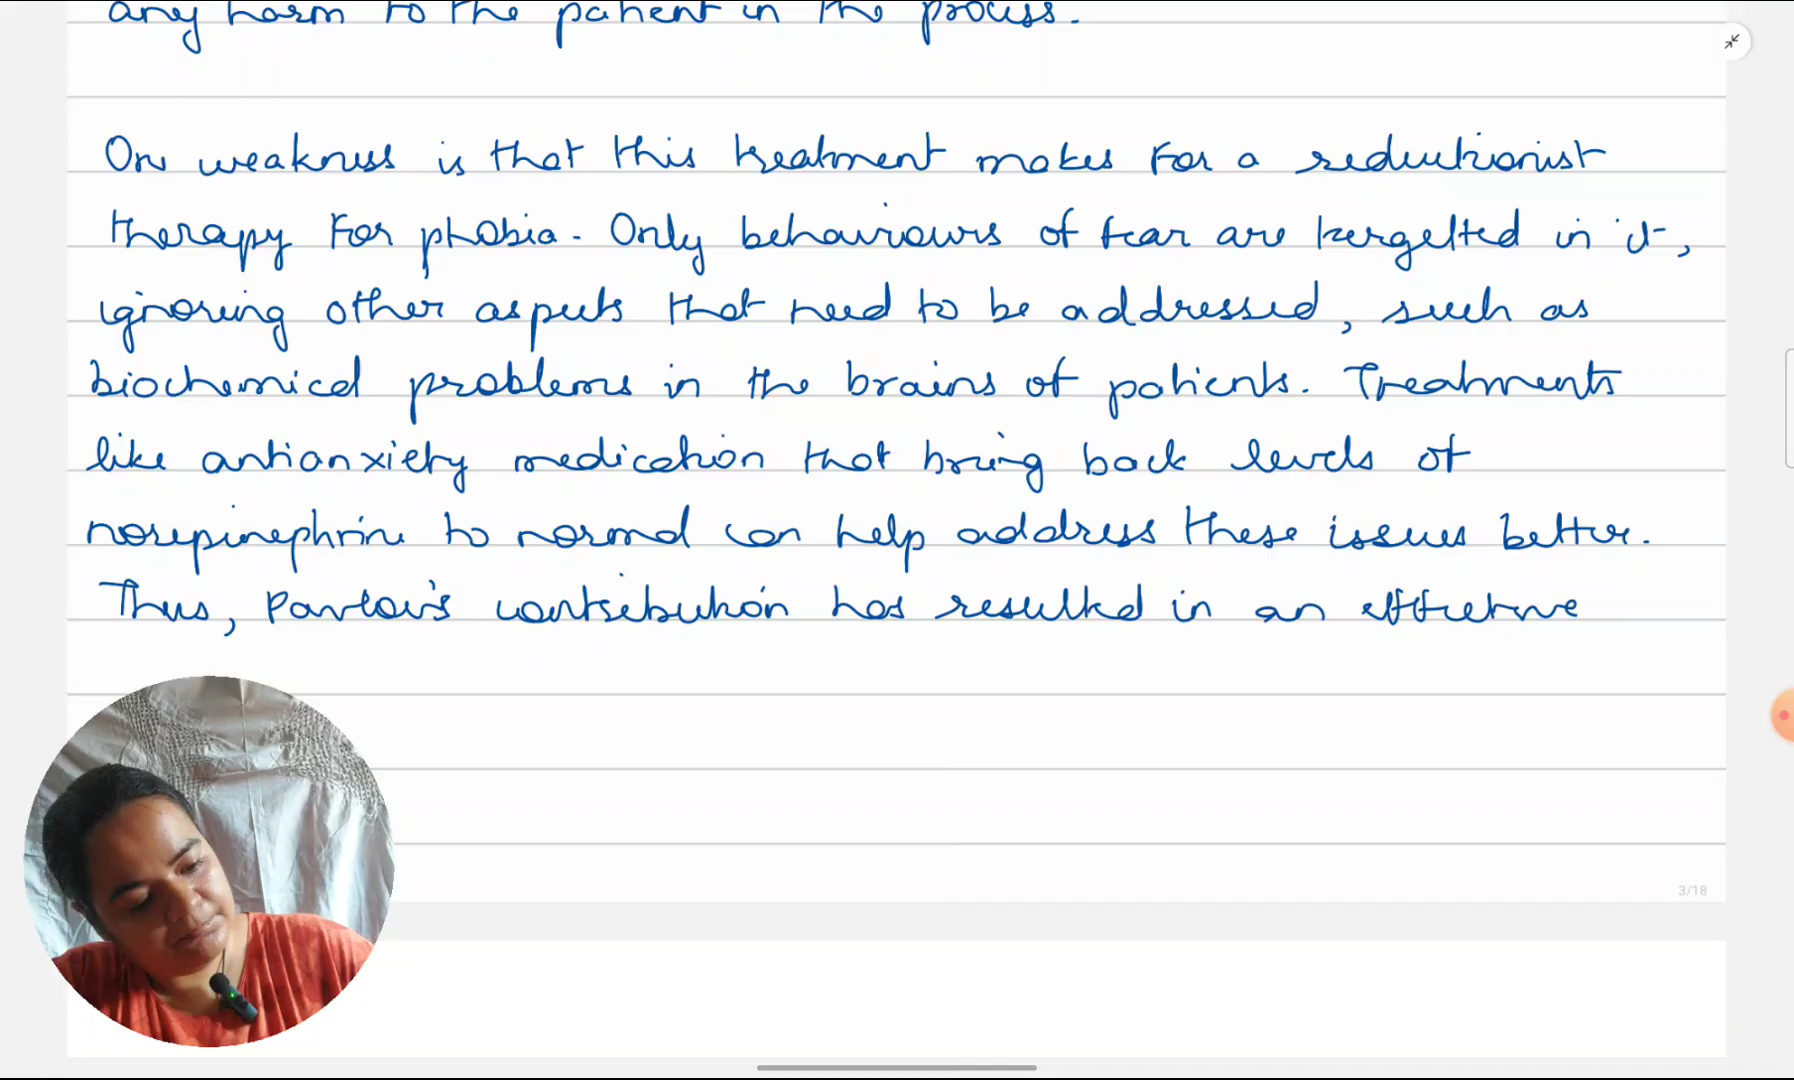 any harm to the patient in the process.
One weakness is that this treatment makes for a reductionist
therapy for phobia. Only behaviours of fear are targetted in it,
ignoring other aspects that need to be addressed, such as
biochemical problems in the brains of patients. Treatments
like antianxiety medication that bring back levels of
norepinephrine to normal can help address these issues better.
Thus, Pavlov's contribution has resulted in an effective
3/18